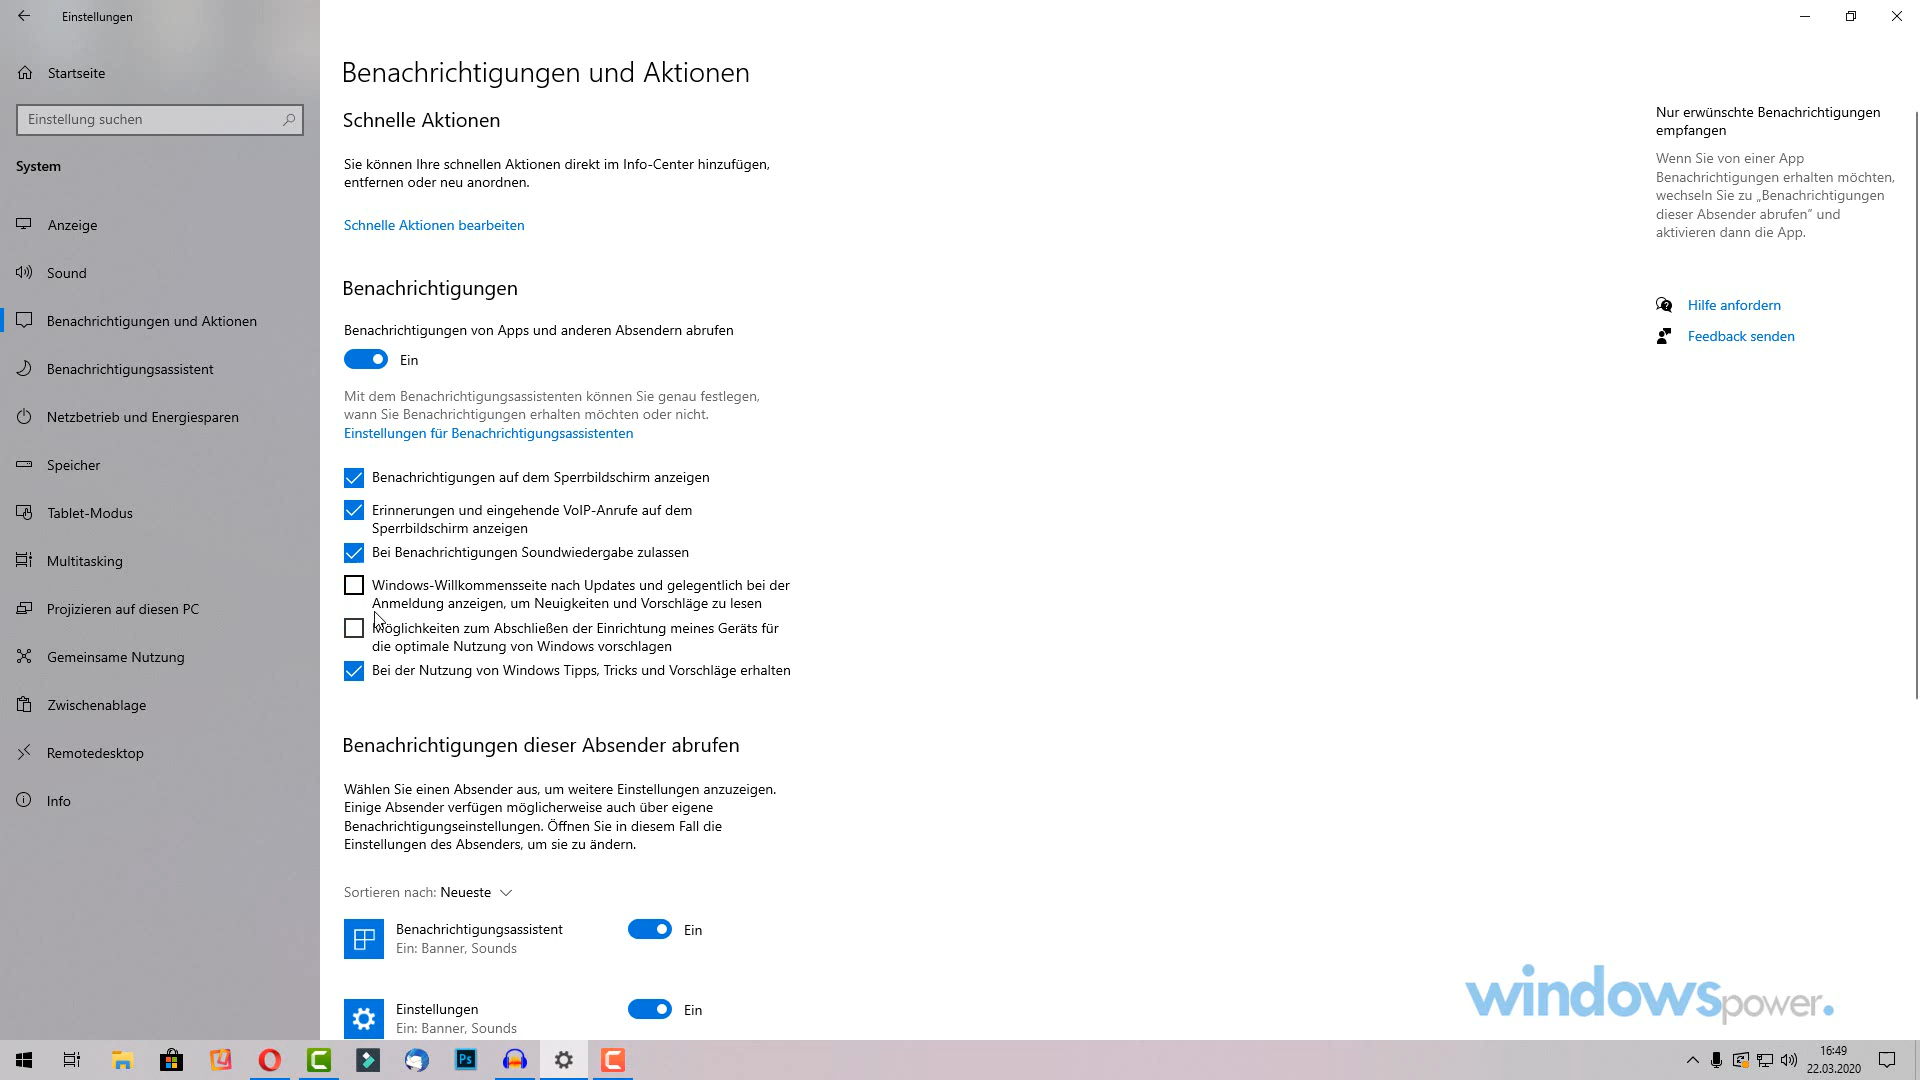 Einstellungen
Startseite
Einstellung suchen
System
Anzeige
Sound
Benachrichtigungen und Aktionen
Benachrichtigungsassistent
Netzbetrieb und Energiesparen
Speicher
Tablet-Modus
Multitasking
Projizieren auf diesen PC
Gemeinsame Nutzung
Zwischenablage
Remotedesktop
Info
Benachrichtigungen und Aktionen
Schnelle Aktionen
Sie können Ihre schnellen Aktionen direkt im Info-Center hinzufügen,
entfernen oder neu anordnen.
Schnelle Aktionen bearbeiten
Benachrichtigungen
Benachrichtigungen von Apps und anderen Absendern abrufen
Ein
Mit dem Benachrichtigungsassistenten können Sie genau festlegen,
wann Sie Benachrichtigungen erhalten möchten oder nicht.
Einstellungen für Benachrichtigungsassistenten
Benachrichtigungen auf dem Sperrbildschirm anzeigen
Erinnerungen und eingehende VoIP-Anrufe auf dem
Sperrbildschirm anzeigen
Bei Benachrichtigungen Soundwiedergabe zulassen
Windows-Willkommensseite nach Updates und gelegentlich bei der
Anmeldung anzeigen, um Neuigkeiten und Vorschläge zu lesen
Möglichkeiten zum Abschließen der Einrichtung meines Geräts für
die optimale Nutzung von Windows vorschlagen
Bei der Nutzung von Windows Tipps, Tricks und Vorschläge erhalten
Benachrichtigungen dieser Absender abrufen
Wählen Sie einen Absender aus, um weitere Einstellungen anzuzeigen.
Einige Absender verfügen möglicherweise auch über eigene
Benachrichtigungseinstellungen. Öffnen Sie in diesem Fall die
Einstellungen des Absenders, um sie zu ändern.
Sortieren nach: Neueste
Benachrichtigungsassistent
Ein: Banner, Sounds
Ein
Einstellungen
Ein: Banner, Sounds
Ein
Nur erwünschte Benachrichtigungen
empfangen
Wenn Sie von einer App
Benachrichtigungen erhalten möchten,
wechseln Sie zu „Benachrichtigungen
dieser Absender abrufen“ und
aktivieren dann die App.
Hilfe anfordern
Feedback senden
windowspower.
Ps
16:49
22.03.2020